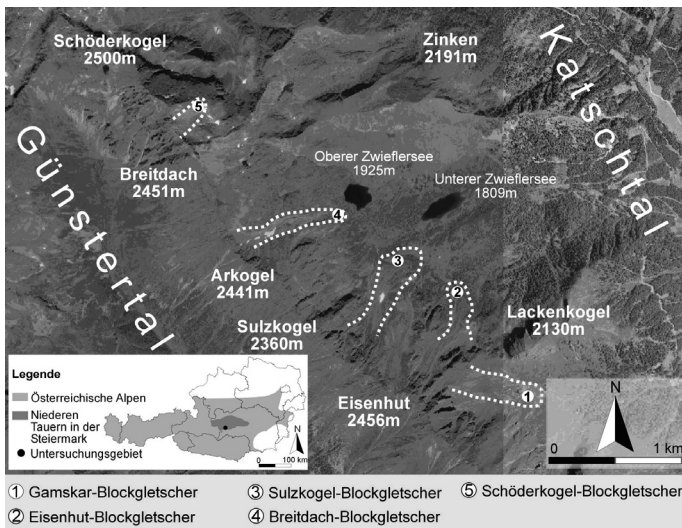 Schöderkogel
2500m
Zinken
2191m
Katschtal
5
Günstertal
Breitdach
2451m
Oberer Zwieflersee
1925m
Unterer Zwieflersee
1809m
4
3
Arkogel
2441m
2
Sulzkogel
2360m
Lackenkogel
2130m
Eisenhut
2456m
1
Legende
Österreichische Alpen
Niederen
Tauern in der
Steiermark
Untersuchungsgebiet
N
0 100 km
N
0 1 km
1 Gamskar-Blockgletscher
3 Sulzkogel-Blockgletscher
5 Schöderkogel-Blockgletscher
2 Eisenhut-Blockgletscher
4 Breitdach-Blockgletscher